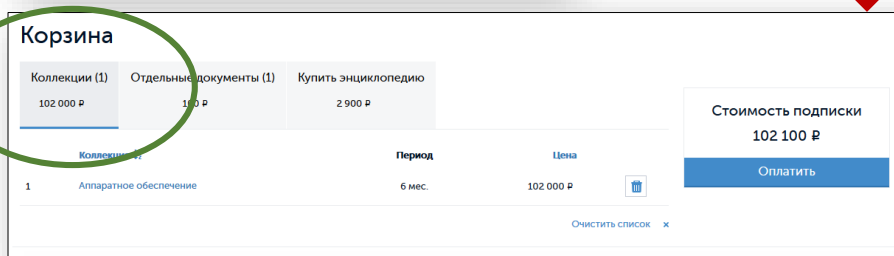 Корзина
Коллекции (1) Отдельные документы (1) Купить энциклопедию
102 000 ₽ 100 ₽ 2 900 ₽
Стоимость подписки
102 100 ₽
Оплатить
Период Цена
1 Аппаратное обеспечение 6 мес. 102 000 ₽
Очистить список ×